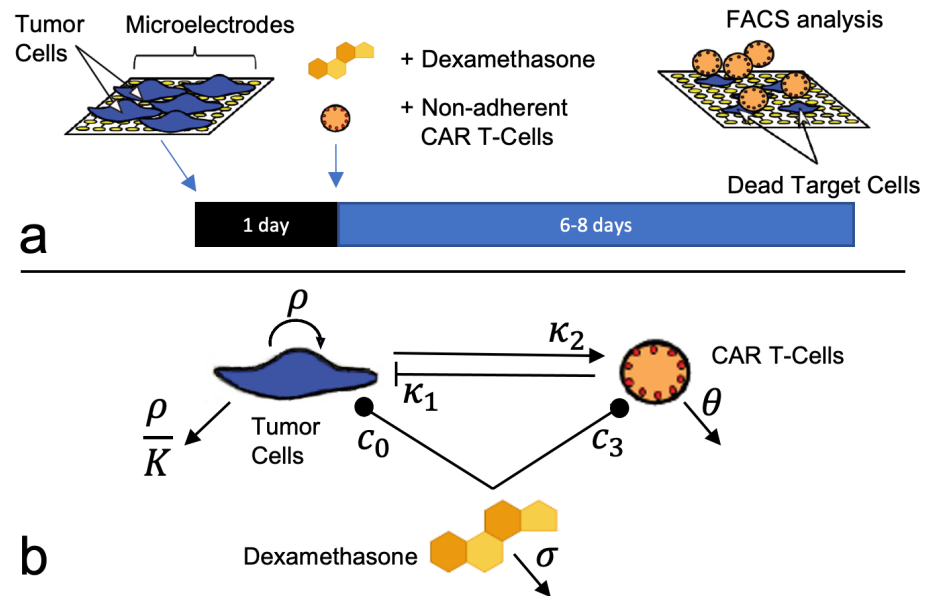 Tumor
Cells
Microelectrodes
+ Dexamethasone
+ Non-adherent
CAR T-Cells
FACS analysis
Dead Target Cells
1 day
6-8 days
a
ρ
κ₂
CAR T-Cells
κ₁
θ
ρ
K
Tumor
Cells
c₀
c₃
Dexamethasone
σ
b